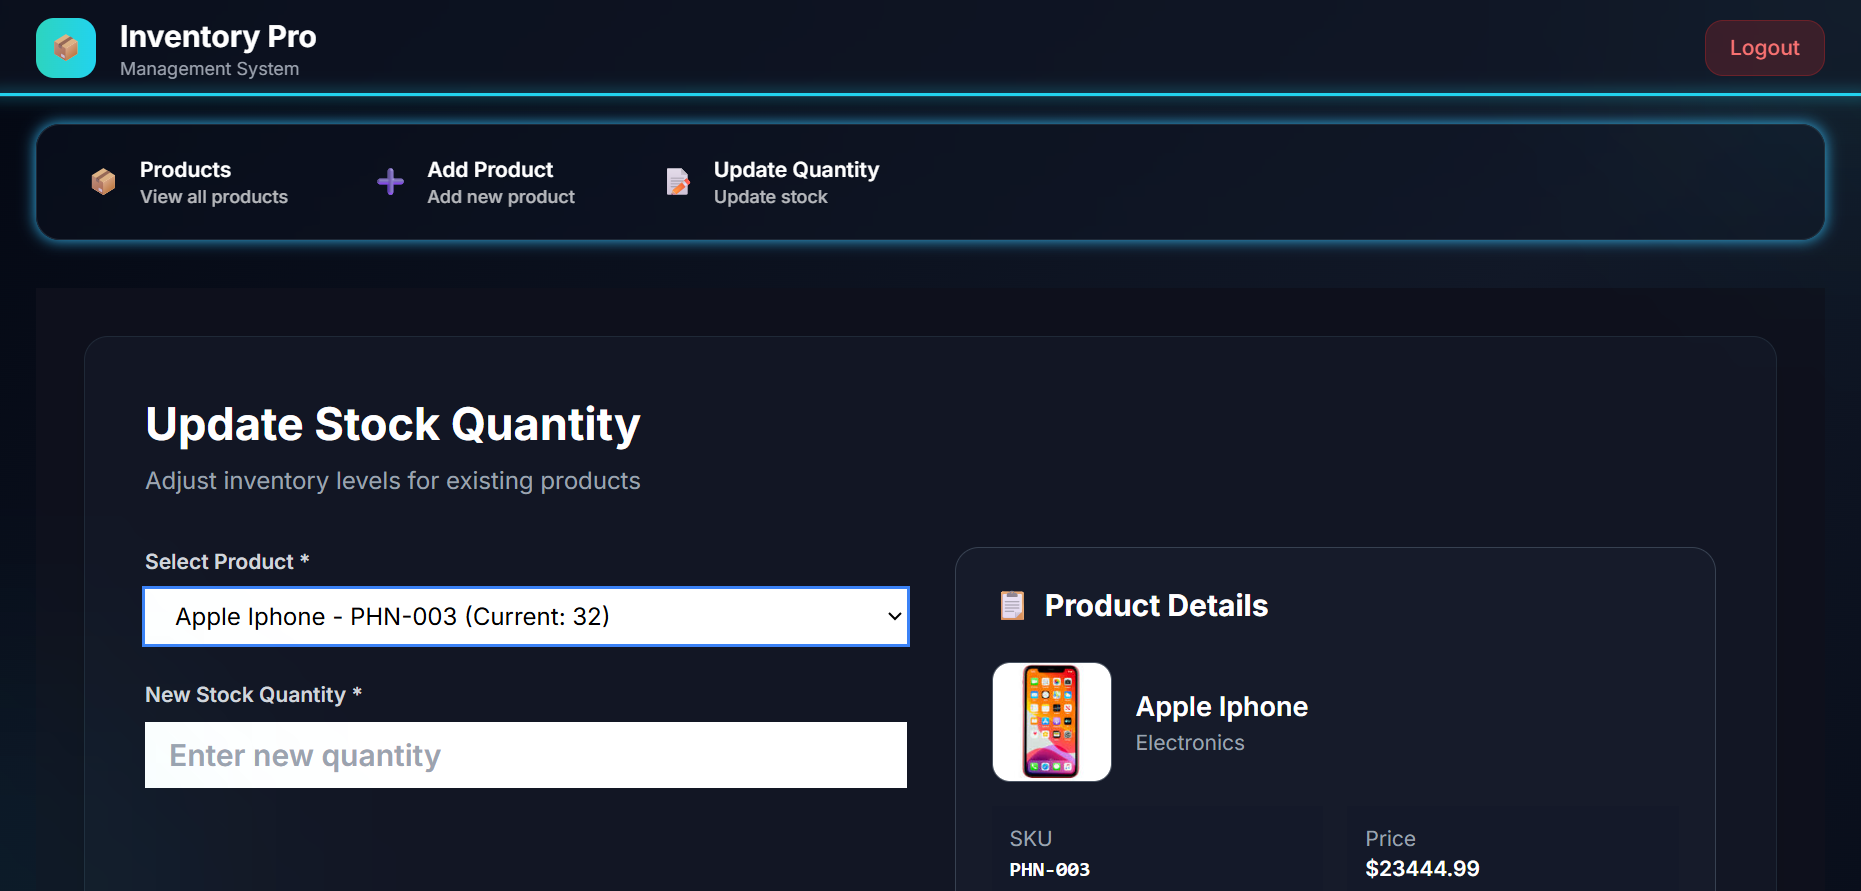 Inventory Pro
Management System
Logout
Products
View all products
Add Product
Add new product
Update Quantity
Update stock
Update Stock Quantity
Adjust inventory levels for existing products
Select Product *
Apple Iphone - PHN-003 (Current: 32)
New Stock Quantity *
Enter new quantity
Product Details
Apple Iphone
Electronics
SKU
PHN-003
Price
$23444.99